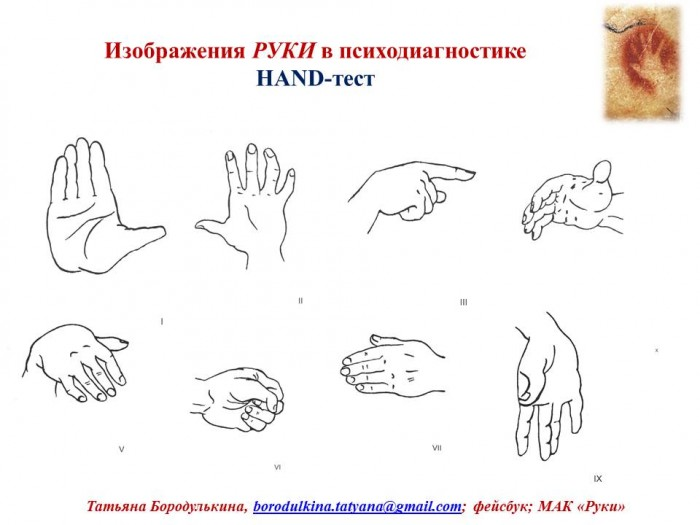 Изображения РУКИ в психодиагностике
HAND-тест
II
III
I
X
V
VI
VII
IX
Татьяна Бородулькина, borodulkina.tatyana@gmail.com; фейсбук; МАК «Руки»